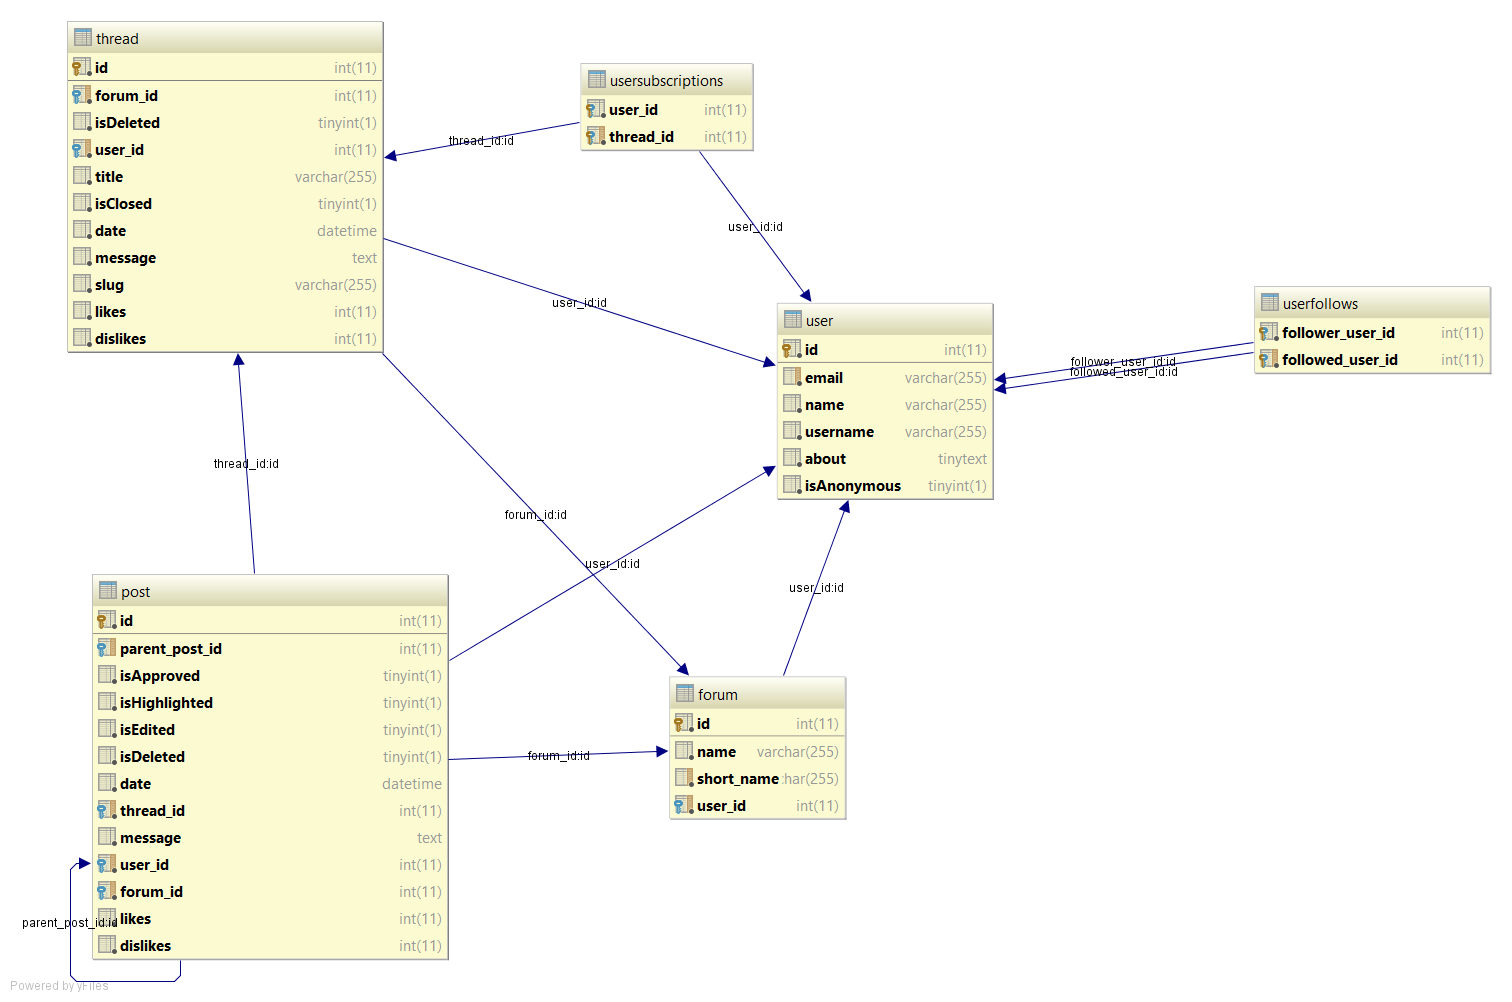 thread
id int(11)
forum_id int(11)
isDeleted tinyint(1)
user_id int(11)
title varchar(255)
isClosed tinyint(1)
date datetime
message text
slug varchar(255)
likes int(11)
dislikes int(11)
usersubscriptions
user_id int(11)
thread_id int(11)
thread_id:id
user_id:id
user_id:id
user
id int(11)
email varchar(255)
name varchar(255)
username varchar(255)
about tinytext
isAnonymous tinyint(1)
userfollows
follower_user_id int(11)
followed_user_id int(11)
follower_user_id:id
followed_user_id:id
thread_id:id
forum_id:id
user_id:id
user_id:id
post
id int(11)
parent_post_id int(11)
isApproved tinyint(1)
isHighlighted tinyint(1)
isEdited tinyint(1)
isDeleted tinyint(1)
date datetime
thread_id int(11)
message text
user_id int(11)
forum_id int(11)
likes int(11)
dislikes int(11)
parent_post_id:id
forum_id:id
forum
id int(11)
name varchar(255)
short_name har(255)
user_id int(11)
Powered by yFiles